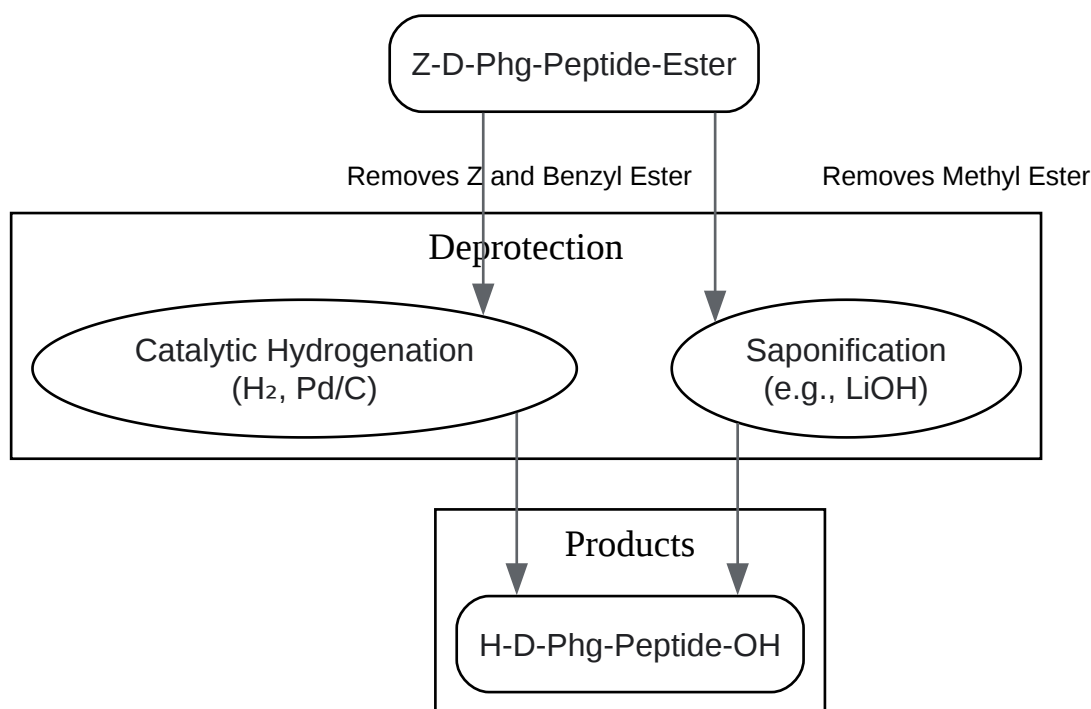 Z-D-Phg-Peptide-Ester
Removes Z and Benzyl Ester
Removes Methyl Ester
Deprotection
Catalytic Hydrogenation
(H₂, Pd/C)
Saponification
(e.g., LiOH)
Products
H-D-Phg-Peptide-OH